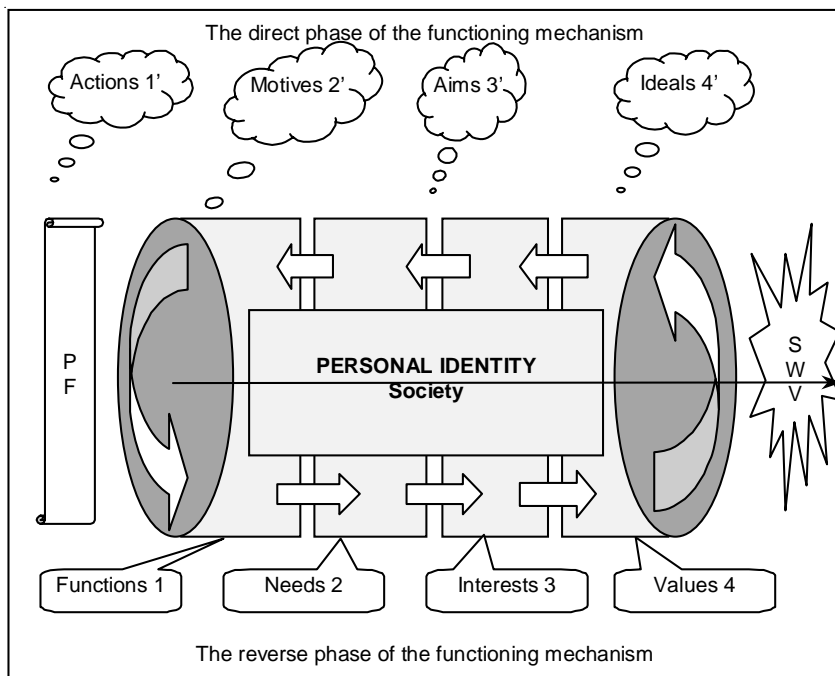 The direct phase of the functioning mechanism
Actions 1’
Motives 2’
Aims 3’
Ideals 4’
P
F
PERSONAL IDENTITY
Society
S
W
V
Functions 1
Needs 2
Interests 3
Values 4
The reverse phase of the functioning mechanism